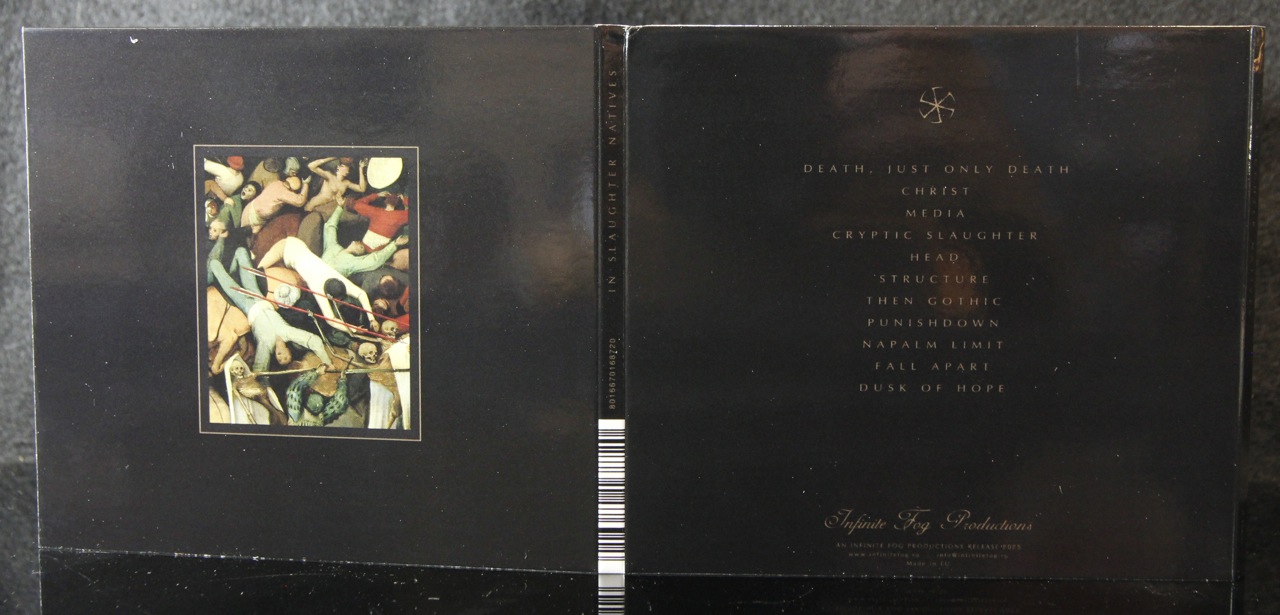 IN SLAUGHTER NATIVES
8016670168720
DEATH, JUST ONLY DEATH
CHRIST
MEDIA
CRYPTIC SLAUGHTER
HEAD
STRUCTURE
THEN GOTHIC
PUNISHDOWN
NAPALM LIMIT
FALL APART
DUSK OF HOPE
Infinite Fog Productions
AN INFINITE FOG PRODUCTIONS RELEASE
Made in EU